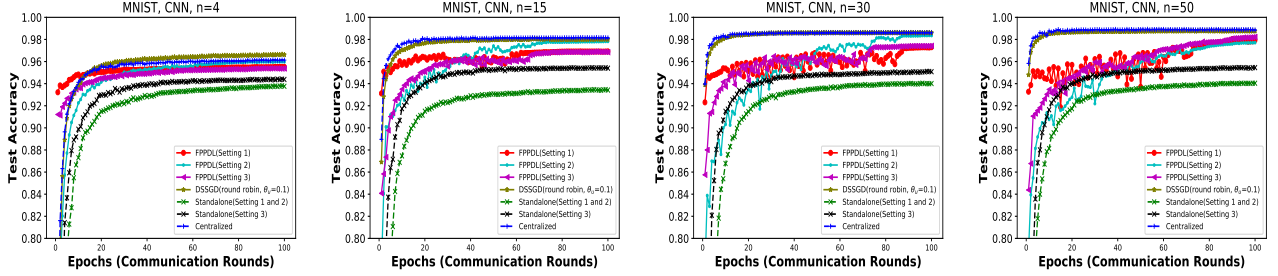 MNIST, CNN, n=4
1.00
0.98
0.96
0.94
0.92
0.90
0.88
0.86
0.84
0.82
0.80
Test Accuracy
0
20
40
60
80
100
Epochs (Communication Rounds)
FPPDL(Setting 1)
FPPDL(Setting 2)
FPPDL(Setting 3)
DSSGD(round robin, θu=0.1)
Standalone(Setting 1 and 2)
Standalone(Setting 3)
Centralized
MNIST, CNN, n=15
1.00
0.98
0.96
0.94
0.92
0.90
0.88
0.86
0.84
0.82
0.80
Test Accuracy
0
20
40
60
80
100
Epochs (Communication Rounds)
FPPDL(Setting 1)
FPPDL(Setting 2)
FPPDL(Setting 3)
DSSGD(round robin, θu=0.1)
Standalone(Setting 1 and 2)
Standalone(Setting 3)
Centralized
MNIST, CNN, n=30
1.00
0.98
0.96
0.94
0.92
0.90
0.88
0.86
0.84
0.82
0.80
Test Accuracy
0
20
40
60
80
100
Epochs (Communication Rounds)
FPPDL(Setting 1)
FPPDL(Setting 2)
FPPDL(Setting 3)
DSSGD(round robin, θu=0.1)
Standalone(Setting 1 and 2)
Standalone(Setting 3)
Centralized
MNIST, CNN, n=50
1.00
0.98
0.96
0.94
0.92
0.90
0.88
0.86
0.84
0.82
0.80
Test Accuracy
0
20
40
60
80
100
Epochs (Communication Rounds)
FPPDL(Setting 1)
FPPDL(Setting 2)
FPPDL(Setting 3)
DSSGD(round robin, θu=0.1)
Standalone(Setting 1 and 2)
Standalone(Setting 3)
Centralized